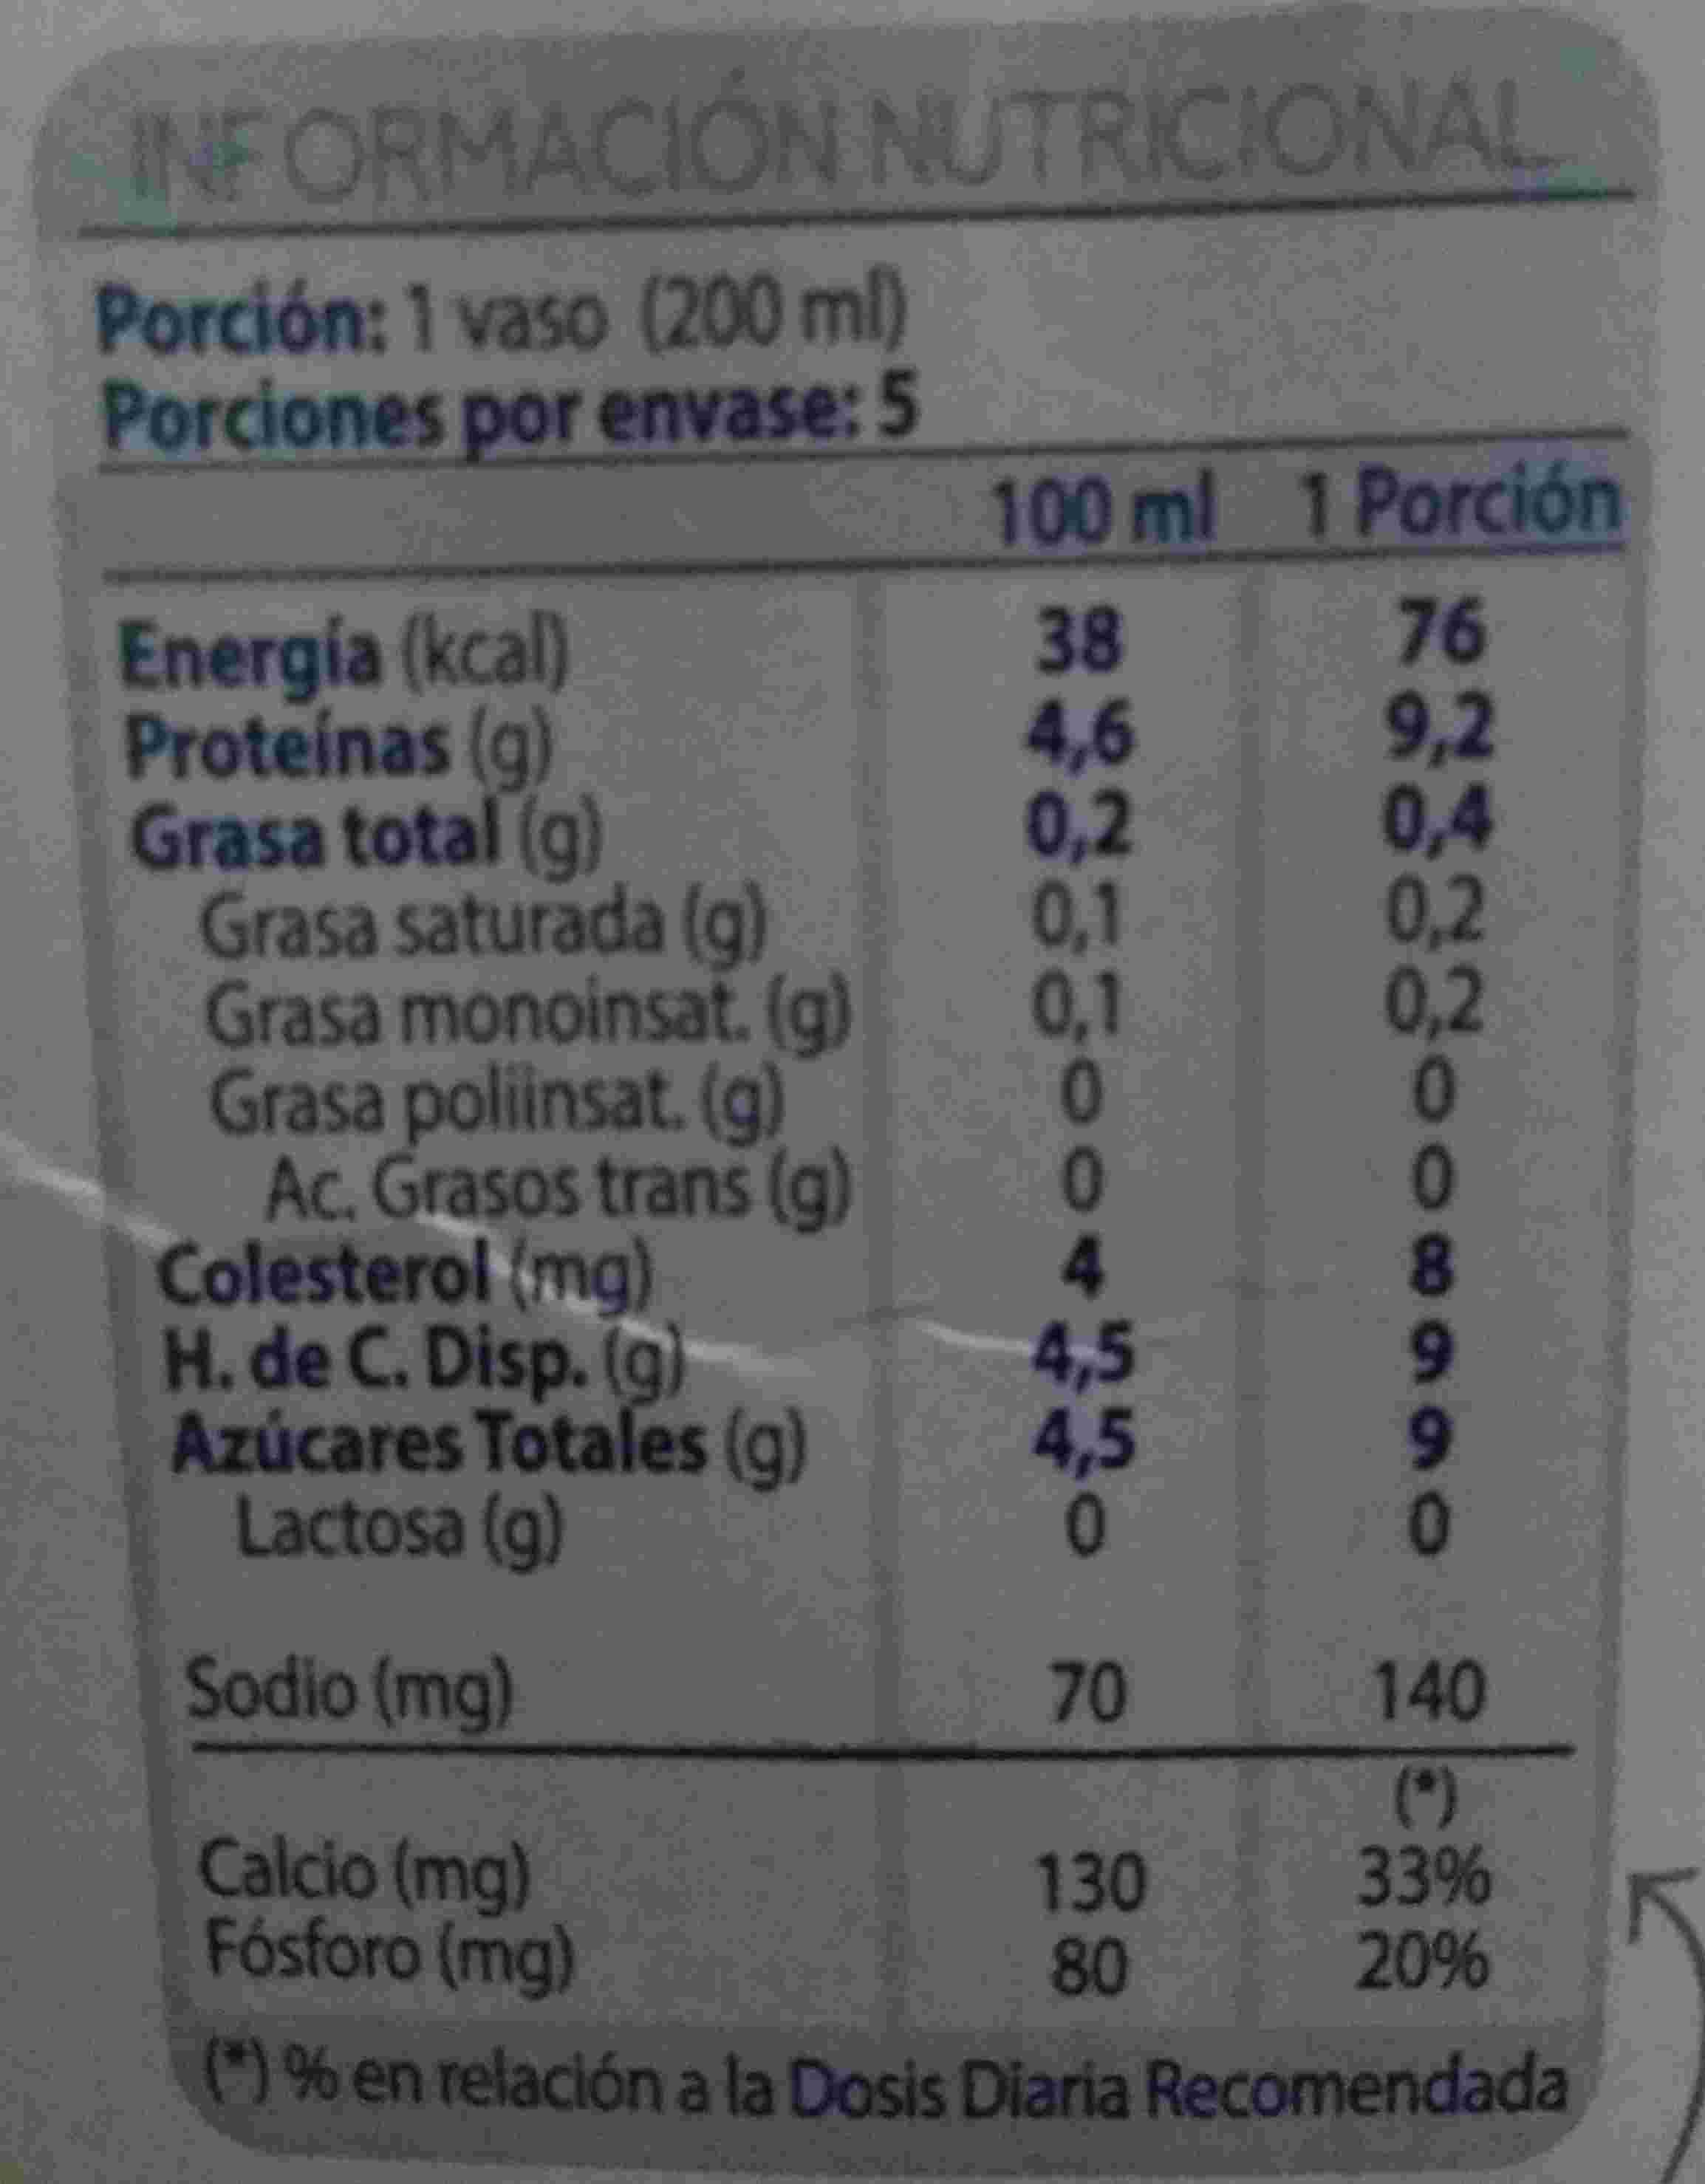 INFORMACIÓN NUTRICIONAL
Porción: 1 vaso (200 ml)
Porciones por envase: 5
100 ml 1 Porción
Energía (kcal) 38 76
Proteínas (g) 4,6 9,2
Grasa total (g) 0,2 0,4
Grasa saturada (g) 0,1 0,2
Grasa monoinsat. (g) 0,1 0,2
Grasa poliinsat. (g) 0 0
Ac. Grasos trans (g) 0 0
Colesterol (mg) 4 8
H. de C. Disp. (g) 4,5 9
Azúcares Totales (g) 4,5 9
Lactosa (g) 0 0
Sodio (mg) 70 140
(*)
Calcio (mg) 130 33%
Fósforo (mg) 80 20%
(*) % en relación a la Dosis Diaria Recomendada